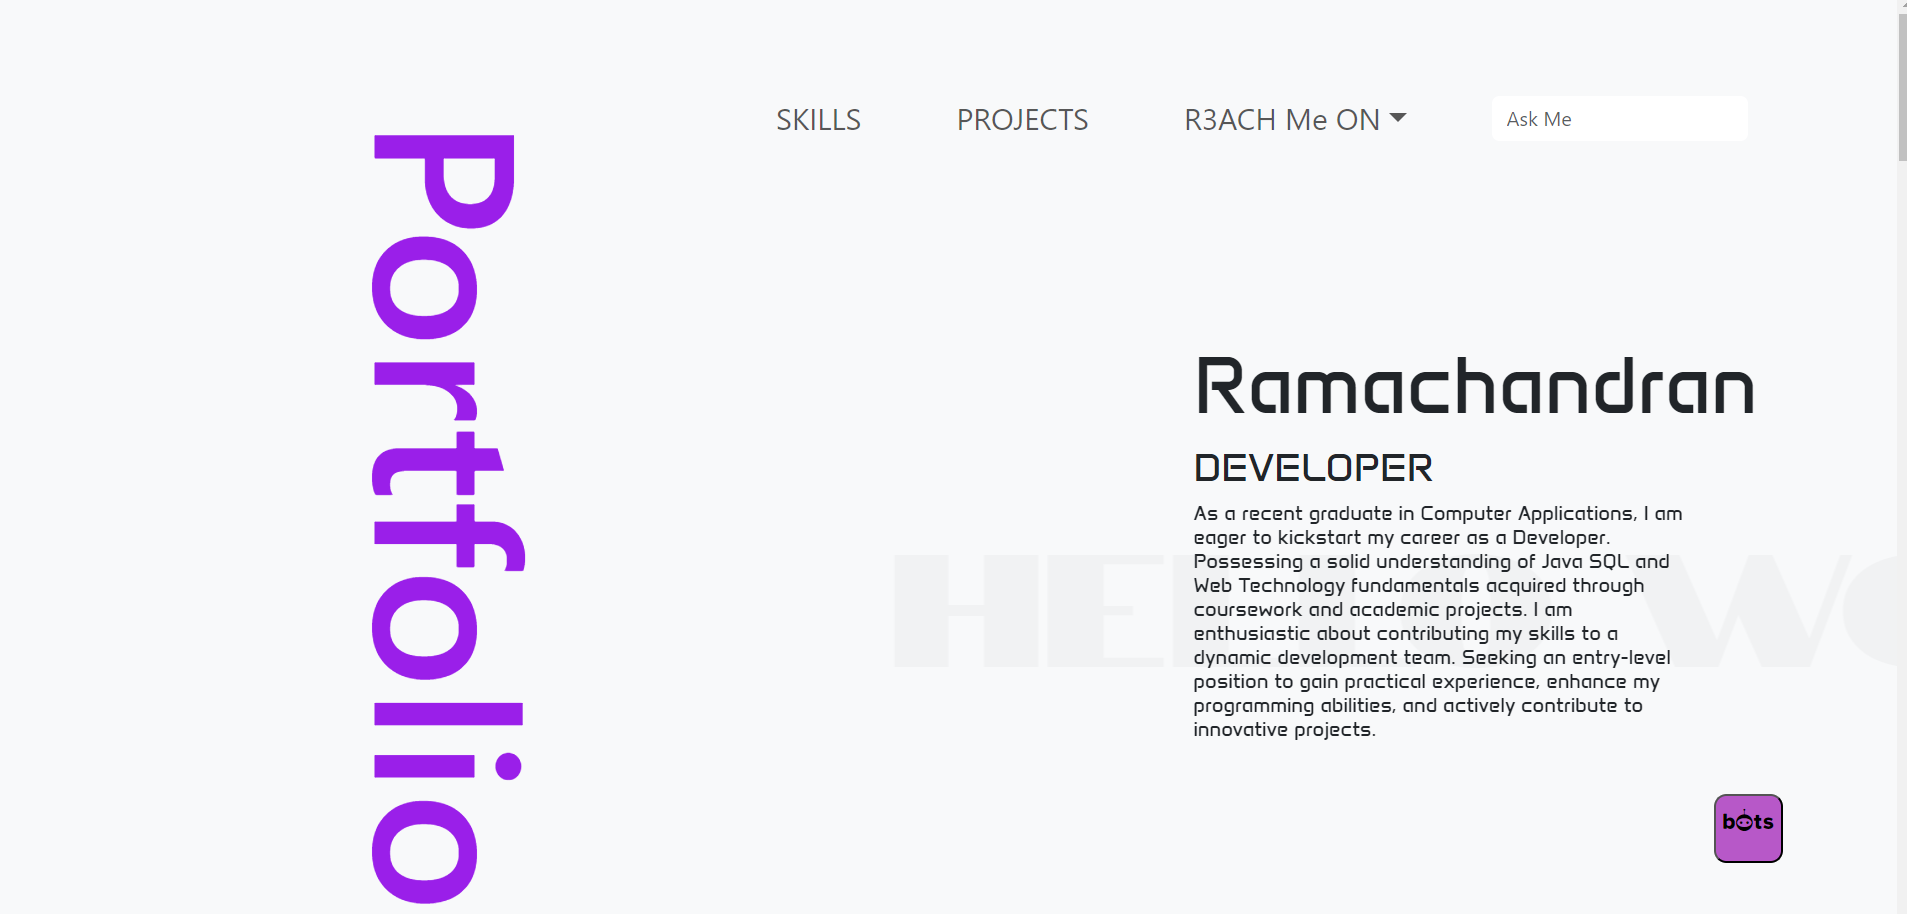 SKILLS PROJECTS R3ACH Me ON Ask Me
Portfolio
Ramachandran
DEVELOPER
As a recent graduate in Computer Applications, I am
eager to kickstart my career as a Developer.
Possessing a solid understanding of Java SQL and
Web Technology fundamentals acquired through
coursework and academic projects. I am
enthusiastic about contributing my skills to a
dynamic development team. Seeking an entry-level
position to gain practical experience, enhance my
programming abilities, and actively contribute to
innovative projects.
HELLO WO
bots